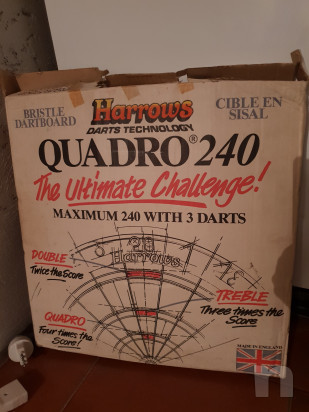 BRISTLE
DARTBOARD
Harrows
DARTS TECHNOLOGY
CIBLE EN
SISAL
QUADRO® 240
The Ultimate Challenge!
MAXIMUM 240 WITH 3 DARTS
20
Harrows
DOUBLE
Twice the Score
TREBLE
Three times the
Score
QUADRO
Four times the
Score!
MADE IN ENGLAND
n